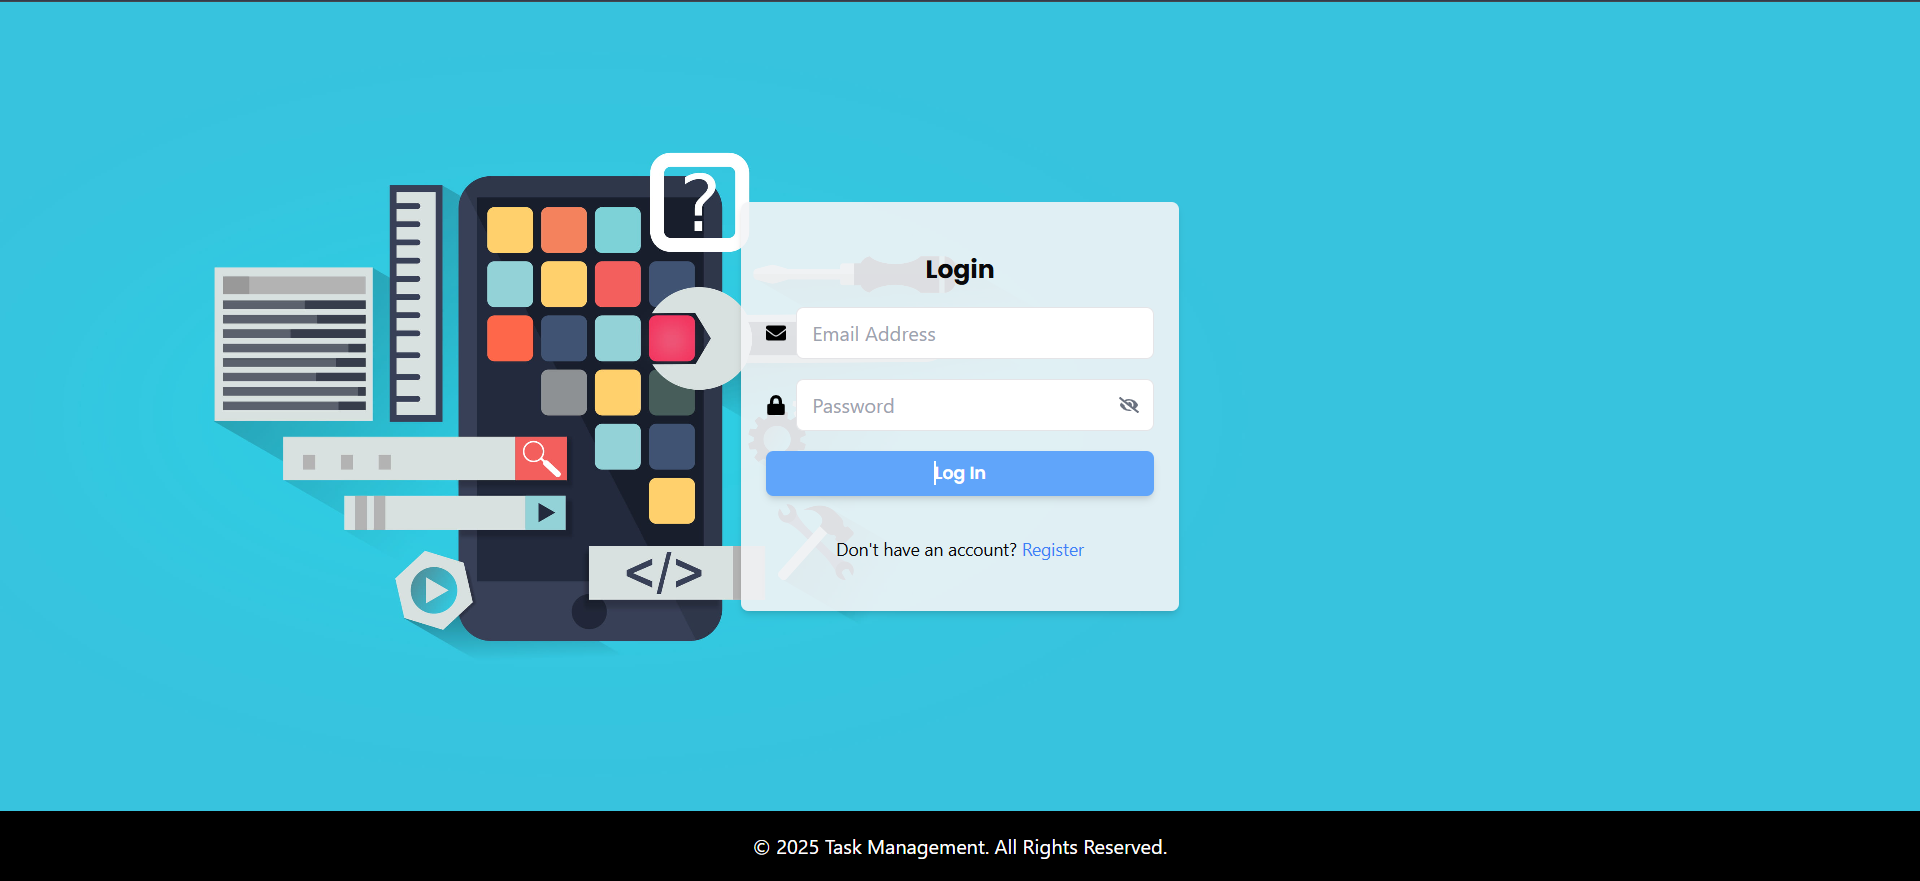 ?
Login
Email Address
Password
Log In
</>
Don't have an account? Register
© 2025 Task Management. All Rights Reserved.